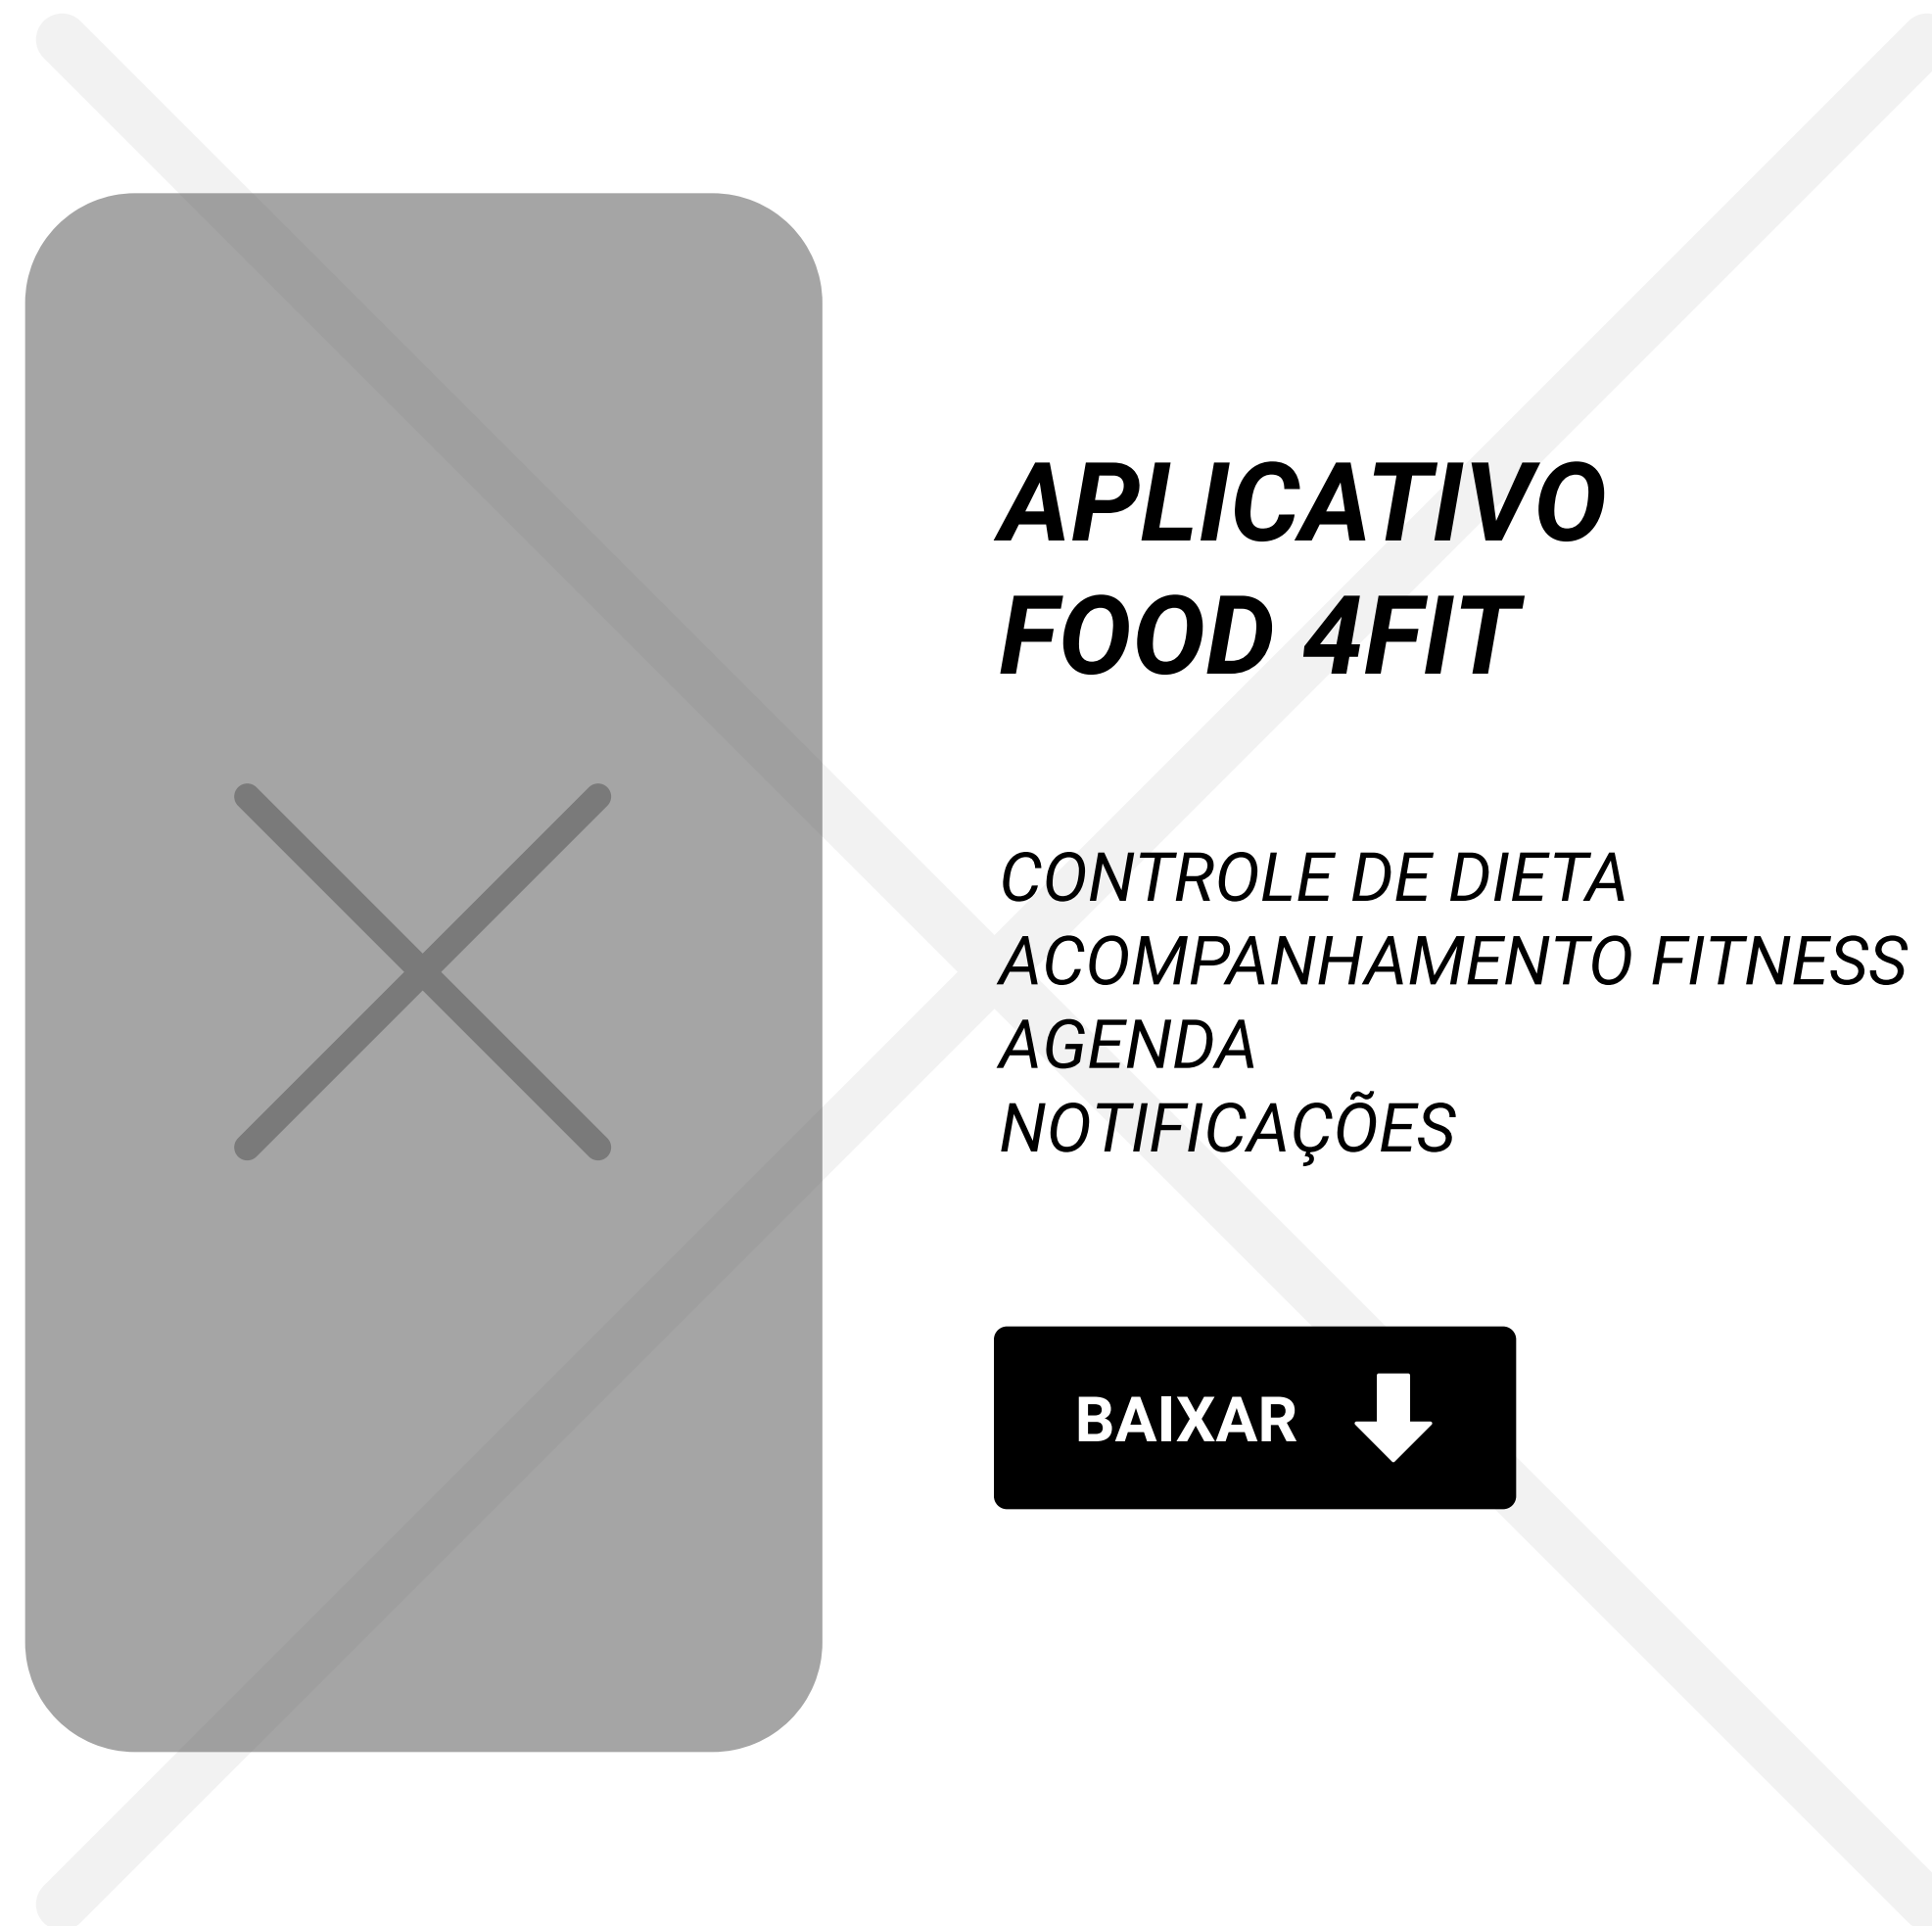 APLICATIVO
FOOD 4FIT
CONTROLE DE DIETA
ACOMPANHAMENTO FITNESS
AGENDA
NOTIFICAÇÕES
BAIXAR